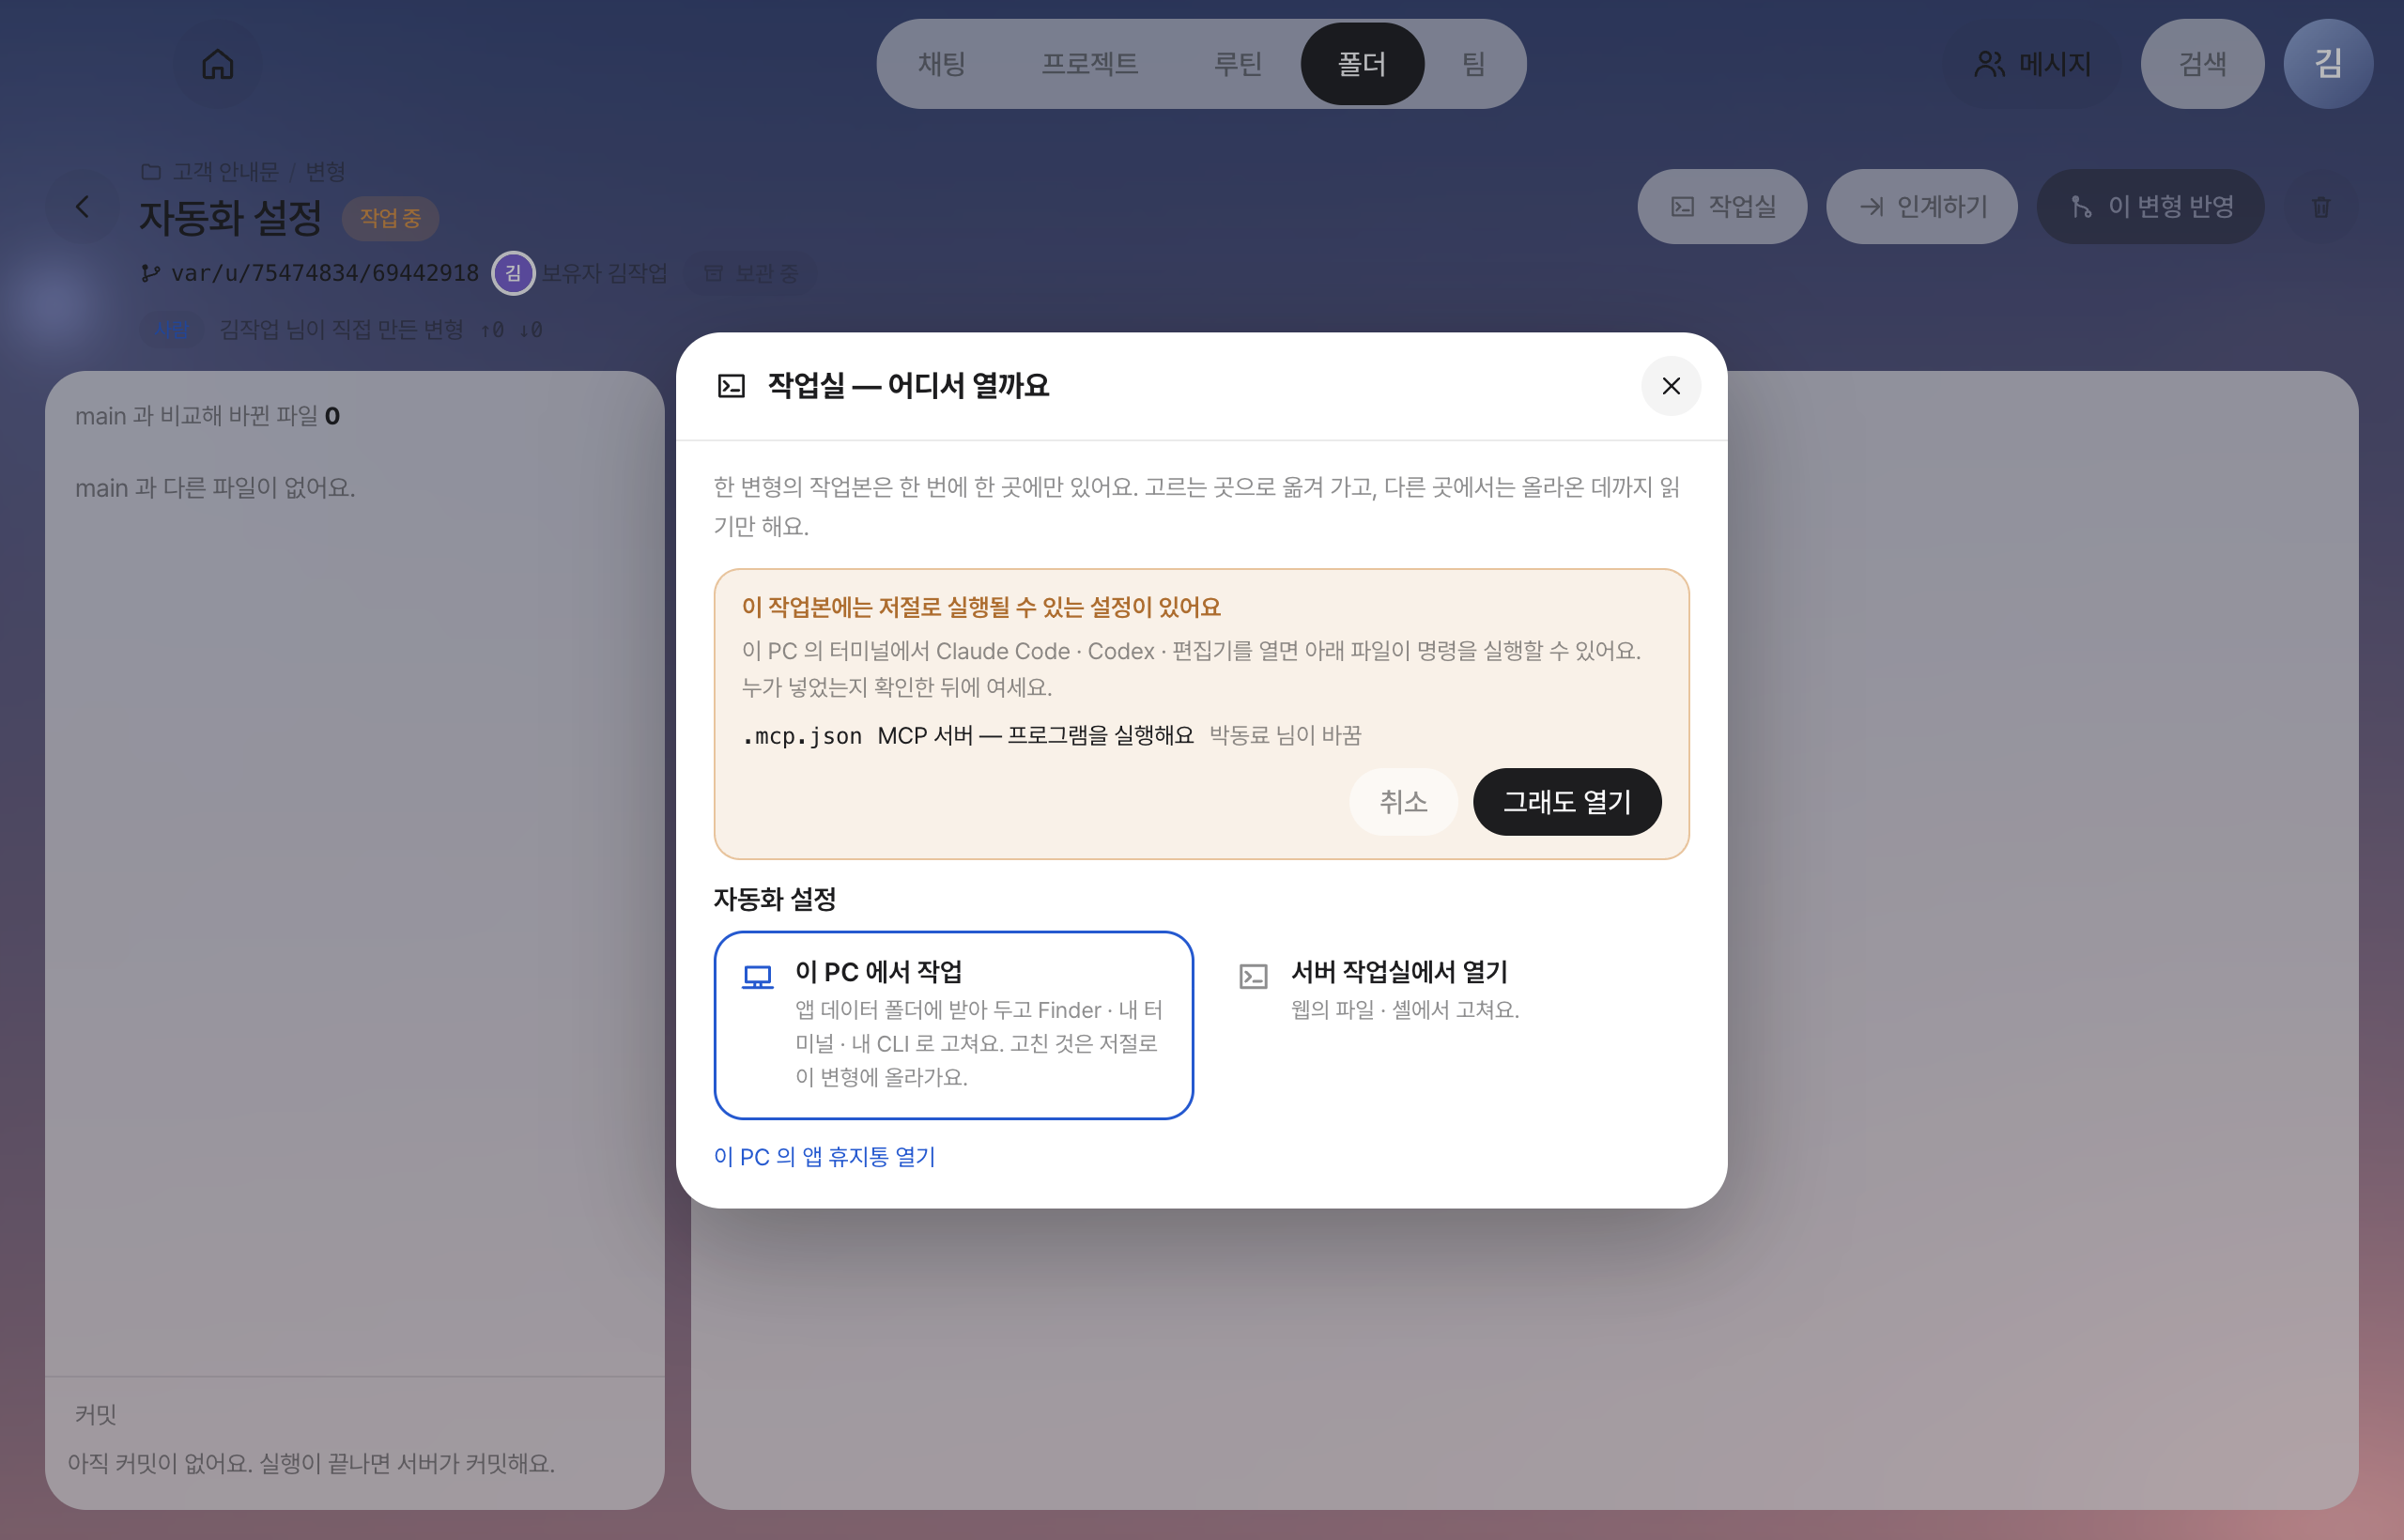 채팅 프로젝트 루틴 폴더 팀
메시지 검색 김
고객 안내문 / 변형
자동화 설정 작업 중
작업실 인계하기 이 변형 반영
var/u/75474834/69442918 김 보유자 김작업 보관 중
김작업 님이 직접 만든 변형 ↑0 ↓0
main 과 비교해 바뀐 파일 0
main 과 다른 파일이 없어요.
커밋
아직 커밋이 없어요. 실행이 끝나면 서버가 커밋해요.
작업실 — 어디서 열까요
한 변형의 작업본은 한 번에 한 곳에만 있어요. 고르는 곳으로 옮겨 가고, 다른 곳에서는 올라온 데까지 읽
기만 해요.
이 작업본에는 저절로 실행될 수 있는 설정이 있어요
이 PC 의 터미널에서 Claude Code · Codex · 편집기를 열면 아래 파일이 명령을 실행할 수 있어요.
누가 넣었는지 확인한 뒤에 여세요.
.mcp.json MCP 서버 — 프로그램을 실행해요 박동료 님이 바꿈
취소 그래도 열기
자동화 설정
이 PC 에서 작업
앱 데이터 폴더에 받아 두고 Finder · 내 터
미널 · 내 CLI 로 고쳐요. 고친 것은 저절로
이 변형에 올라가요.
서버 작업실에서 열기
웹의 파일 · 셸에서 고쳐요.
이 PC 의 앱 휴지통 열기